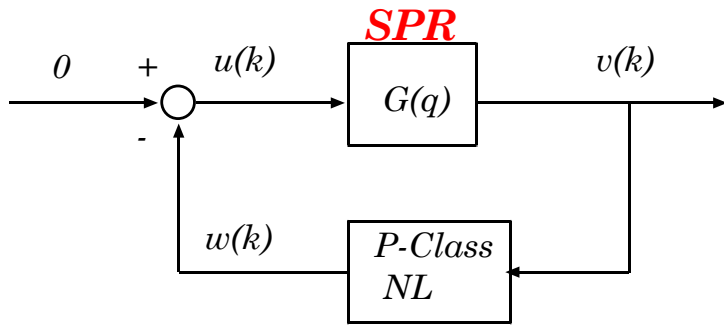 SPR
0
+
u(k)
G(q)
v(k)
-
w(k)
P-Class
NL